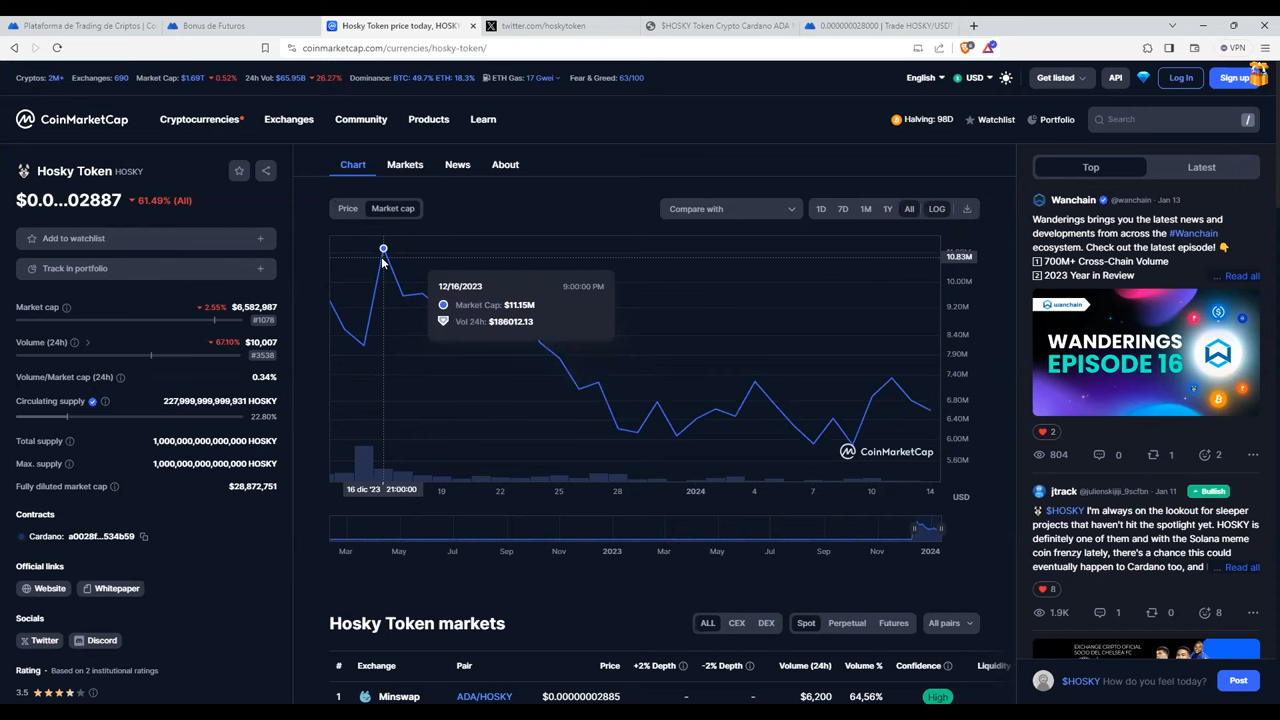 Plataforma de Trading de Criptos | Co
Bonus de Futuros
Hosky Token price today, HOSKY
twitter.com/hoskytoken
$HOSKY Token Crypto Cardano ADA
0.000000028000 | Trade HOSKY/USDT
coinmarketcap.com/currencies/hosky-token/
VPN
Cryptos: 2M+ Exchanges: 690 Market Cap: $1.69T 0.52% 24h Vol: $65.95B 26.27% Dominance: BTC: 49.7% ETH: 18.3% ETH Gas: 17 Gwei Fear & Greed: 63/100
English USD Get listed API Log In Sign up
CoinMarketCap Cryptocurrencies Exchanges Community Products Learn
Halving: 98D Watchlist Portfolio Search /
Hosky Token HOSKY
$0.0...02887 61.49% (All)
Add to watchlist +
Track in portfolio +
Market cap 2.55% $6,582,987
#1078
Volume (24h) 67.10% $10,007
#3538
Volume/Market cap (24h) 0.34%
Circulating supply 227,999,999,999,931 HOSKY
22.80%
Total supply 1,000,000,000,000,000 HOSKY
Max. supply 1,000,000,000,000,000 HOSKY
Fully diluted market cap $28,872,751
Contracts
Cardano: a0028f...534b59
Official links
Website Whitepaper
Socials
Twitter Discord
Rating · Based on 2 institutional ratings
3.5
Chart Markets News About
Price Market cap
Compare with
1D 7D 1M 1Y All LOG
10.83M
10.00M
9.20M
8.40M
7.90M
7.40M
6.80M
6.40M
6.00M
5.60M
12/16/2023 9:00:00 PM
Market Cap: $11.15M
Vol 24h: $186012.13
CoinMarketCap
16 dic '23 21:00:00 19 22 25 28 2024 4 7 10 14
USD
Mar May Jul Sep Nov 2023 Mar May Jul Sep Nov 2024
Hosky Token markets
ALL CEX DEX Spot Perpetual Futures All pairs
# Exchange Pair Price +2% Depth -2% Depth Volume (24h) Volume % Confidence Liquidity
1 Minswap ADA/HOSKY $0.00000002885 - - $6,200 64,56% High
Top Latest
Wanchain @wanchain · Jan 13
Wanderings brings you the latest news and
developments from across the #Wanchain
ecosystem. Check out the latest episode!
1 700M+ Cross-Chain Volume
2 2023 Year in Review ... Read all
wanchain
WANDERINGS
EPISODE 16
2
804 0 1 2
jtrack @julienskijiji_9scfbn · Jan 11 Bullish
$HOSKY I'm always on the lookout for sleeper
projects that haven't hit the spotlight yet. HOSKY is
definitely one of them and with the Solana meme
coin frenzy lately, there's a chance this could
eventually happen to Cardano too, and I ... Read all
8
1.9K 1 0 8
EXCHANGE CRIPTO OFICIAL
SOCIO DEL CHELSEA FC
$HOSKY How do you feel today? Post